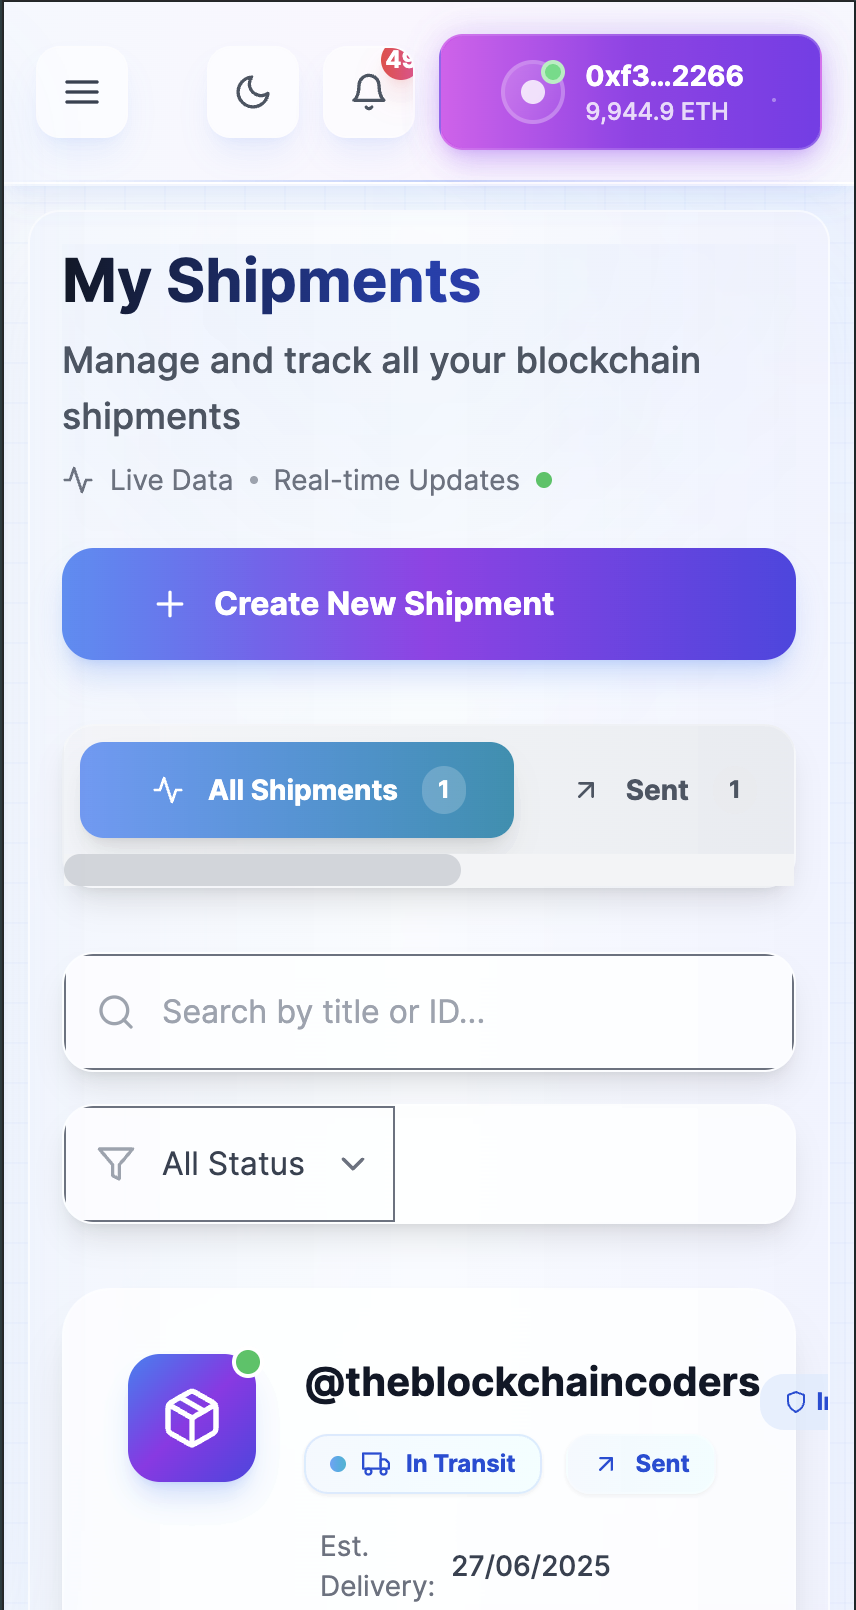 49
0xf3...2266
9,944.9 ETH
My Shipments
Manage and track all your blockchain
shipments
Live Data • Real-time Updates
Create New Shipment
All Shipments 1
Sent 1
Search by title or ID...
All Status
@theblockchaincoders
In Transit
Sent
Est.
Delivery:
27/06/2025